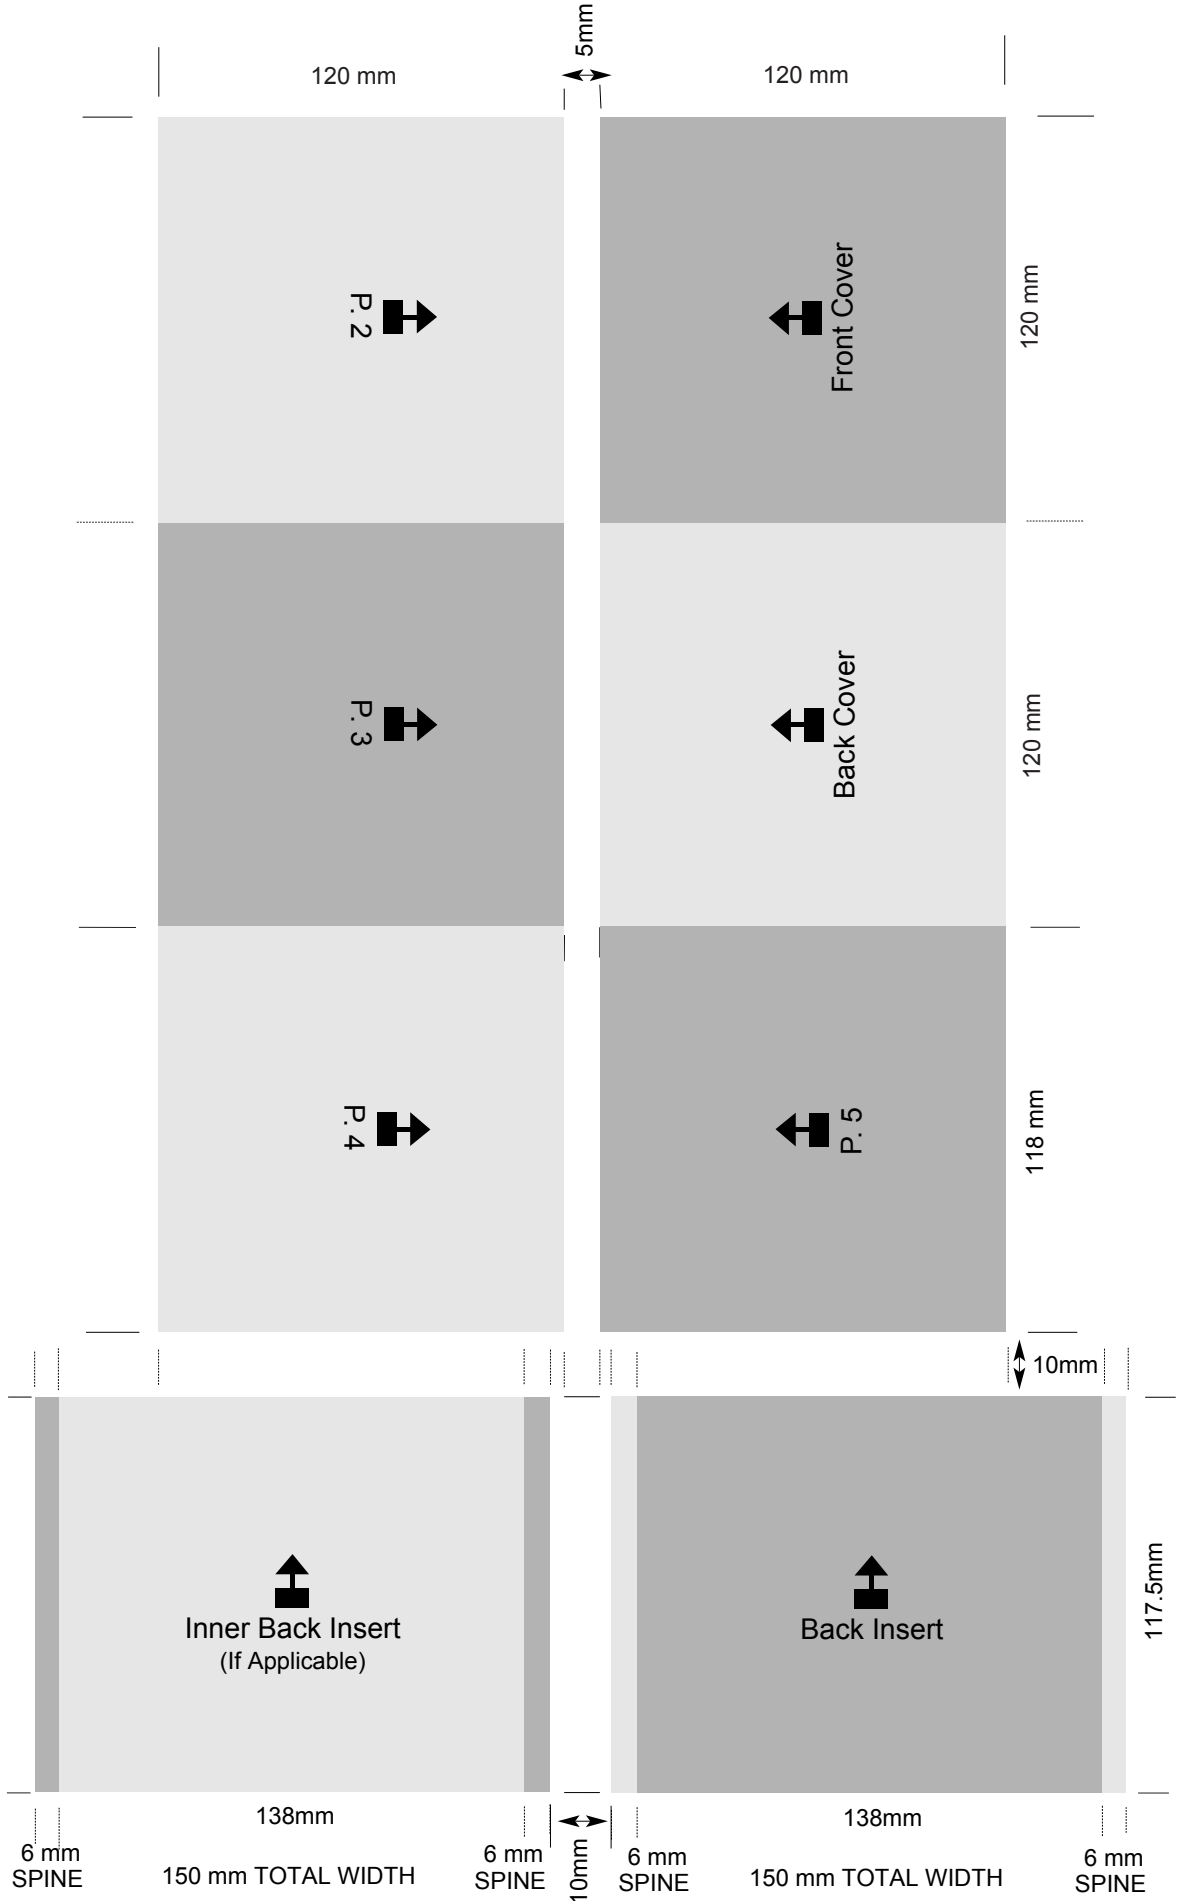 5mm
120 mm
120 mm
P. 2
Front Cover
120 mm
P. 3
Back Cover
120 mm
P. 4
P. 5
118 mm
10mm
Inner Back Insert
(If Applicable)
Back Insert
117.5mm
138mm
138mm
6 mm
SPINE
150 mm TOTAL WIDTH
6 mm
SPINE
10mm
6 mm
SPINE
150 mm TOTAL WIDTH
6 mm
SPINE